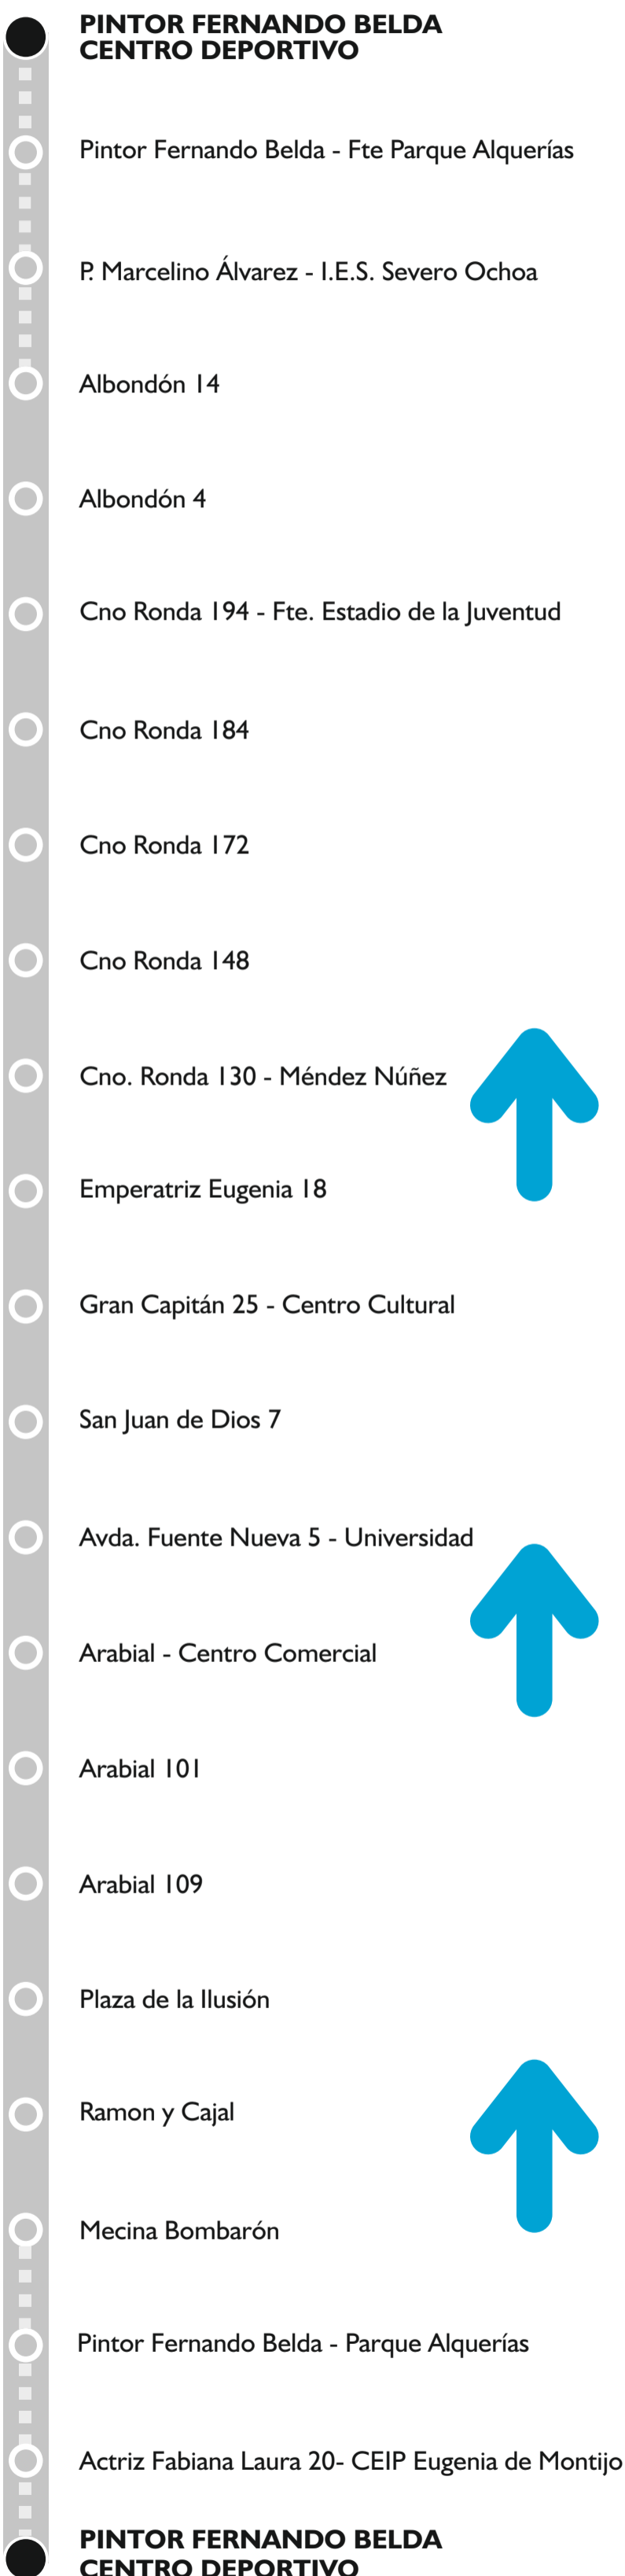 PINTOR FERNANDO BELDA
CENTRO DEPORTIVO
Pintor Fernando Belda - Fte Parque Alquerías
P. Marcelino Álvarez - I.E.S. Severo Ochoa
Albondón 14
Albondón 4
Cno Ronda 194 - Fte. Estadio de la Juventud
Cno Ronda 184
Cno Ronda 172
Cno Ronda 148
Cno. Ronda 130 - Méndez Núñez
Emperatriz Eugenia 18
Gran Capitán 25 - Centro Cultural
San Juan de Dios 7
Avda. Fuente Nueva 5 - Universidad
Arabial - Centro Comercial
Arabial 101
Arabial 109
Plaza de la Ilusión
Ramon y Cajal
Mecina Bombarón
Pintor Fernando Belda - Parque Alquerías
Actriz Fabiana Laura 20- CEIP Eugenia de Montijo
PINTOR FERNANDO BELDA
CENTRO DEPORTIVO